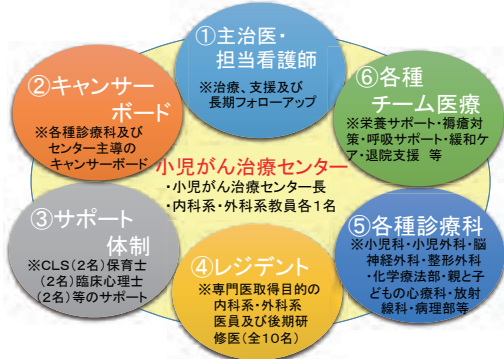 ①主治医・
担当看護師
※治療、支援及び
長期フォローアップ
②キャンサー
ボード
※各種診療科及び
センター主導の
キャンサーボード
⑥各種
チーム医療
※栄養サポート・褥瘡対
策・呼吸サポート・緩和ケ
ア・退院支援 等
小児がん治療センター
・小児がん治療センター長
・内科系・外科系教員各1名
③サポート
体制
※CLS(2名)保育士
(2名)臨床心理士
(2名)等のサポート
④レジデント
※専門医取得目的の
内科系・外科系
医員及び後期研
修医(全10名)
⑤各種診療科
※小児科・小児外科・脳
神経外科・整形外科
・化学療法部・親と子
どもの心療科・放射
線科・病理部等